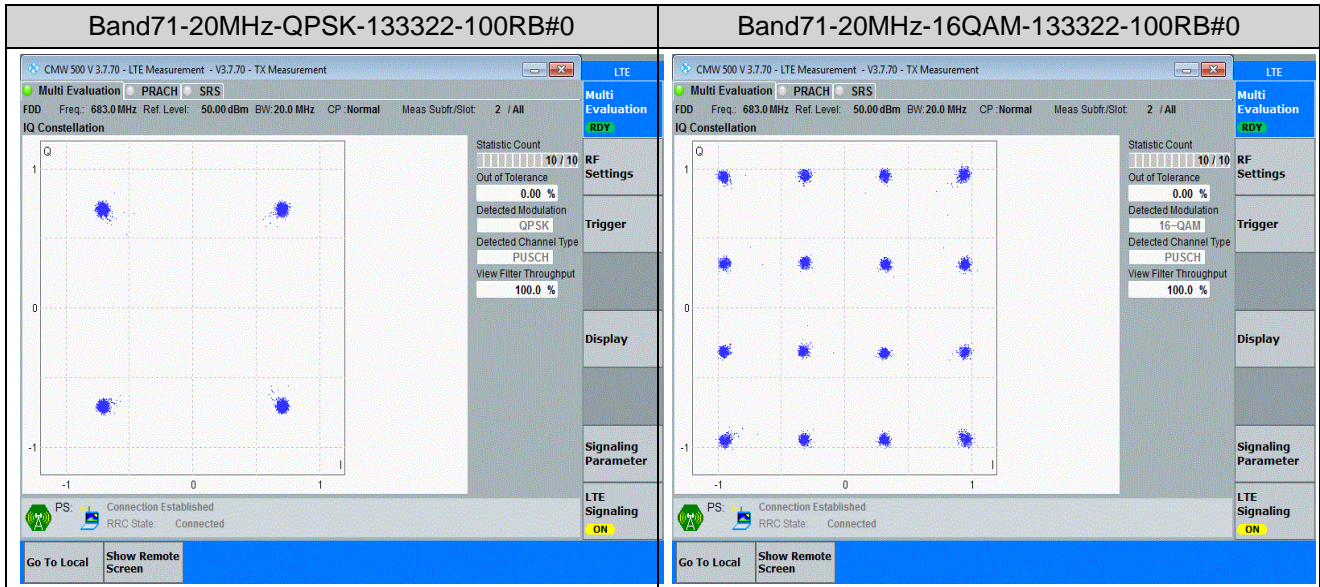 Band71-20MHz-QPSK-133322-100RB#0
CMW 500 V 3.7.70 - LTE Measurement - V3.7.70 - TX Measurement
LTE
Multi Evaluation PRACH SRS
FDD Freq.: 683.0 MHz Ref. Level: 50.00 dBm BW: 20.0 MHz CP : Normal Meas Subfr./Slot: 2 / All
IQ Constellation
Q
1
0
-1
-1 0 1
I
Statistic Count
10 / 10
Out of Tolerance
0.00 %
Detected Modulation
QPSK
Detected Channel Type
PUSCH
View Filter Throughput
100.0 %
Multi
Evaluation
RDY
RF
Settings
Trigger
Display
Signaling
Parameter
LTE
Signaling
ON
PS: Connection Established
RRC State: Connected
Go To Local
Show Remote
Screen
Band71-20MHz-16QAM-133322-100RB#0
CMW 500 V 3.7.70 - LTE Measurement - V3.7.70 - TX Measurement
LTE
Multi Evaluation PRACH SRS
FDD Freq.: 683.0 MHz Ref. Level: 50.00 dBm BW: 20.0 MHz CP : Normal Meas Subfr./Slot: 2 / All
IQ Constellation
Q
1
0
-1
-1 0 1
I
Statistic Count
10 / 10
Out of Tolerance
0.00 %
Detected Modulation
16-QAM
Detected Channel Type
PUSCH
View Filter Throughput
100.0 %
Multi
Evaluation
RDY
RF
Settings
Trigger
Display
Signaling
Parameter
LTE
Signaling
ON
PS: Connection Established
RRC State: Connected
Go To Local
Show Remote
Screen